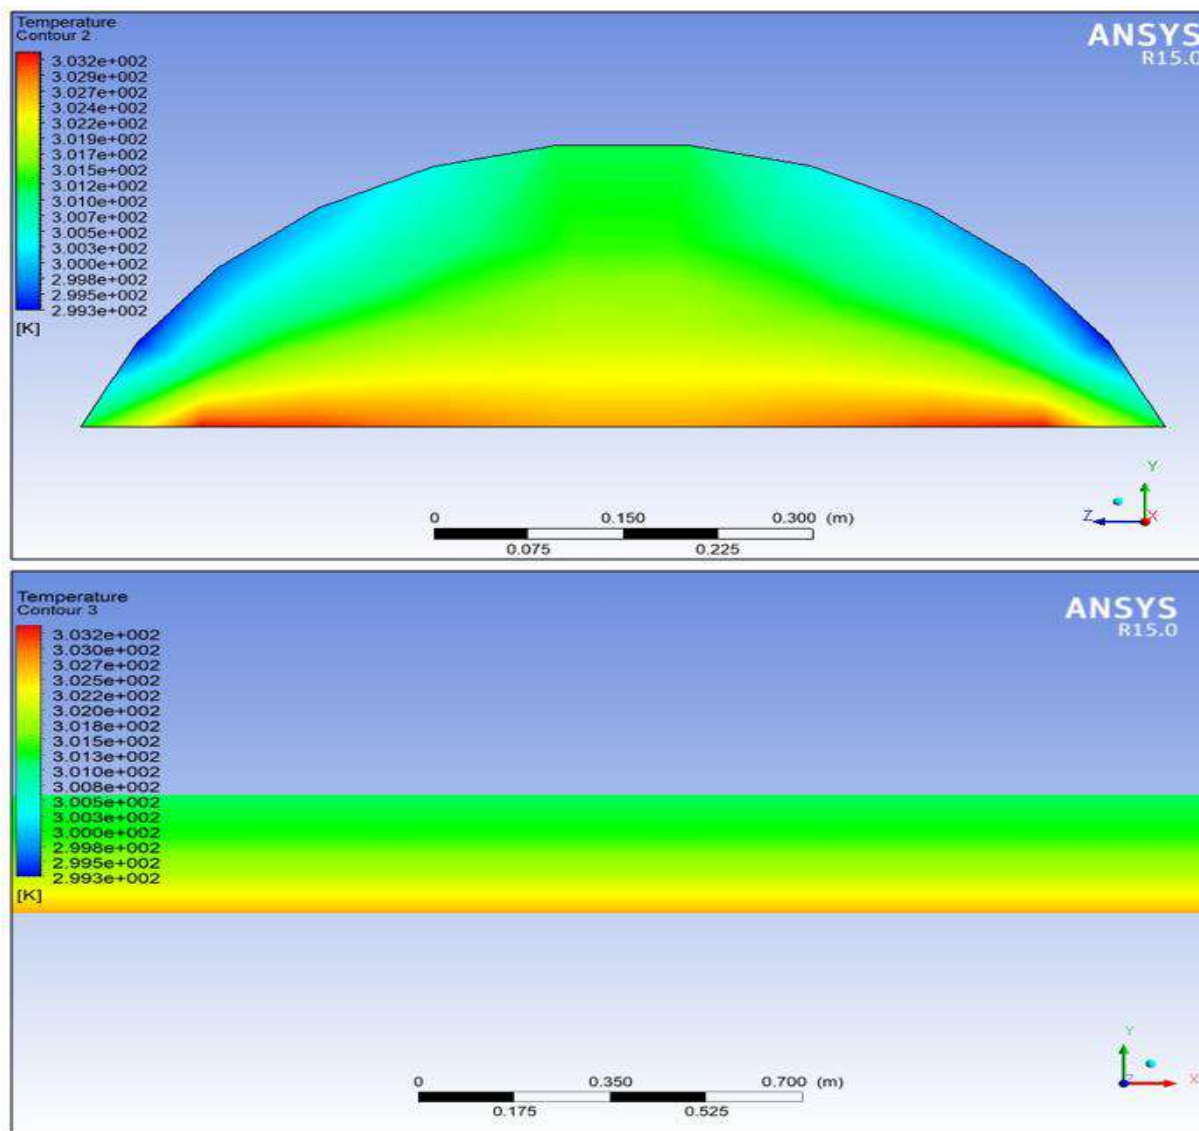 Temperature
Contour 2
ANSYS
R15.0
3.032e+002
3.029e+002
3.027e+002
3.024e+002
3.022e+002
3.019e+002
3.017e+002
3.015e+002
3.012e+002
3.010e+002
3.007e+002
3.005e+002
3.003e+002
3.000e+002
2.998e+002
2.995e+002
2.993e+002
[K]
Y
Z
X
0 0.150 0.300 (m)
0.075 0.225
Temperature
Contour 3
ANSYS
R15.0
3.032e+002
3.030e+002
3.027e+002
3.025e+002
3.022e+002
3.020e+002
3.018e+002
3.015e+002
3.013e+002
3.010e+002
3.008e+002
3.005e+002
3.003e+002
3.000e+002
2.998e+002
2.995e+002
2.993e+002
[K]
Y
Z
X
0 0.350 0.700 (m)
0.175 0.525